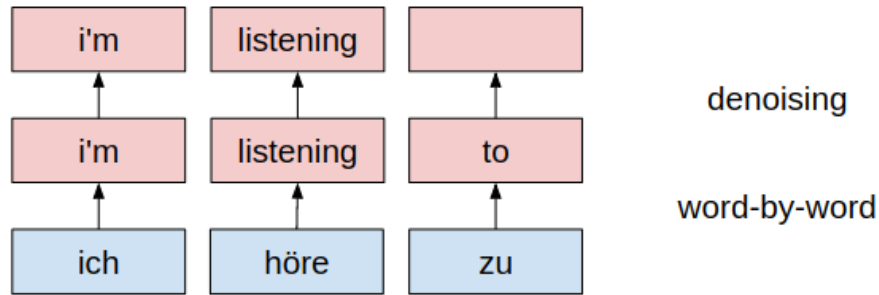 i'm listening
denoising
i'm listening to
word-by-word
ich höre zu